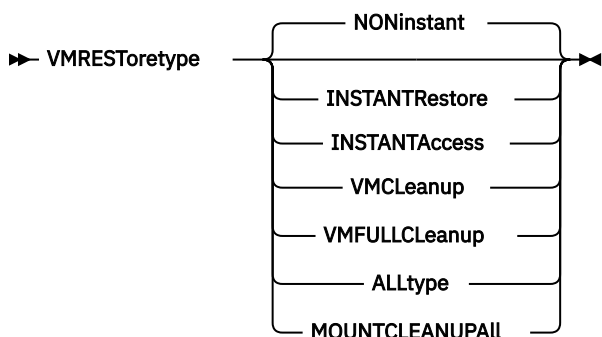 NONinstant
VMRESToretype
INSTANTRestore
INSTANTAccess
VMCLeanup
VMFULLCLeanup
ALLtype
MOUNTCLEANUPAll